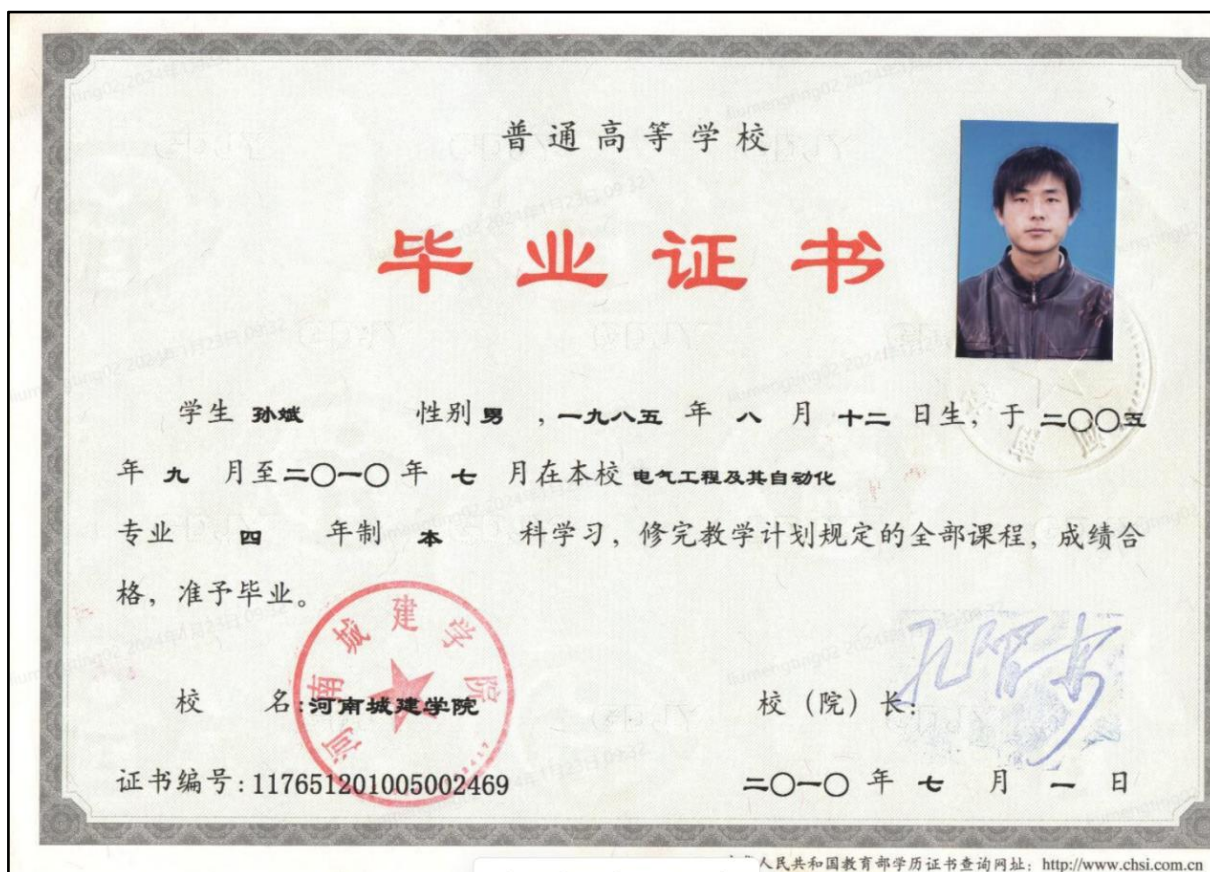 普通高等学校
毕业证书
学生 孙斌 性别 男 ，一九八五 年 八 月 十二 日生，于 二〇〇五
年 九 月至二〇一〇年 七 月在本校 电气工程及其自动化
专业 四 年制 本 科学习，修完教学计划规定的全部课程，成绩合
格，准予毕业。
河南城建学院
校 名：河南城建学院 校（院）长：
证书编号：117651201005002469 二〇一〇 年 七 月 一 日
人民共和国教育部学历证书查询网址：http://www.chsi.com.cn